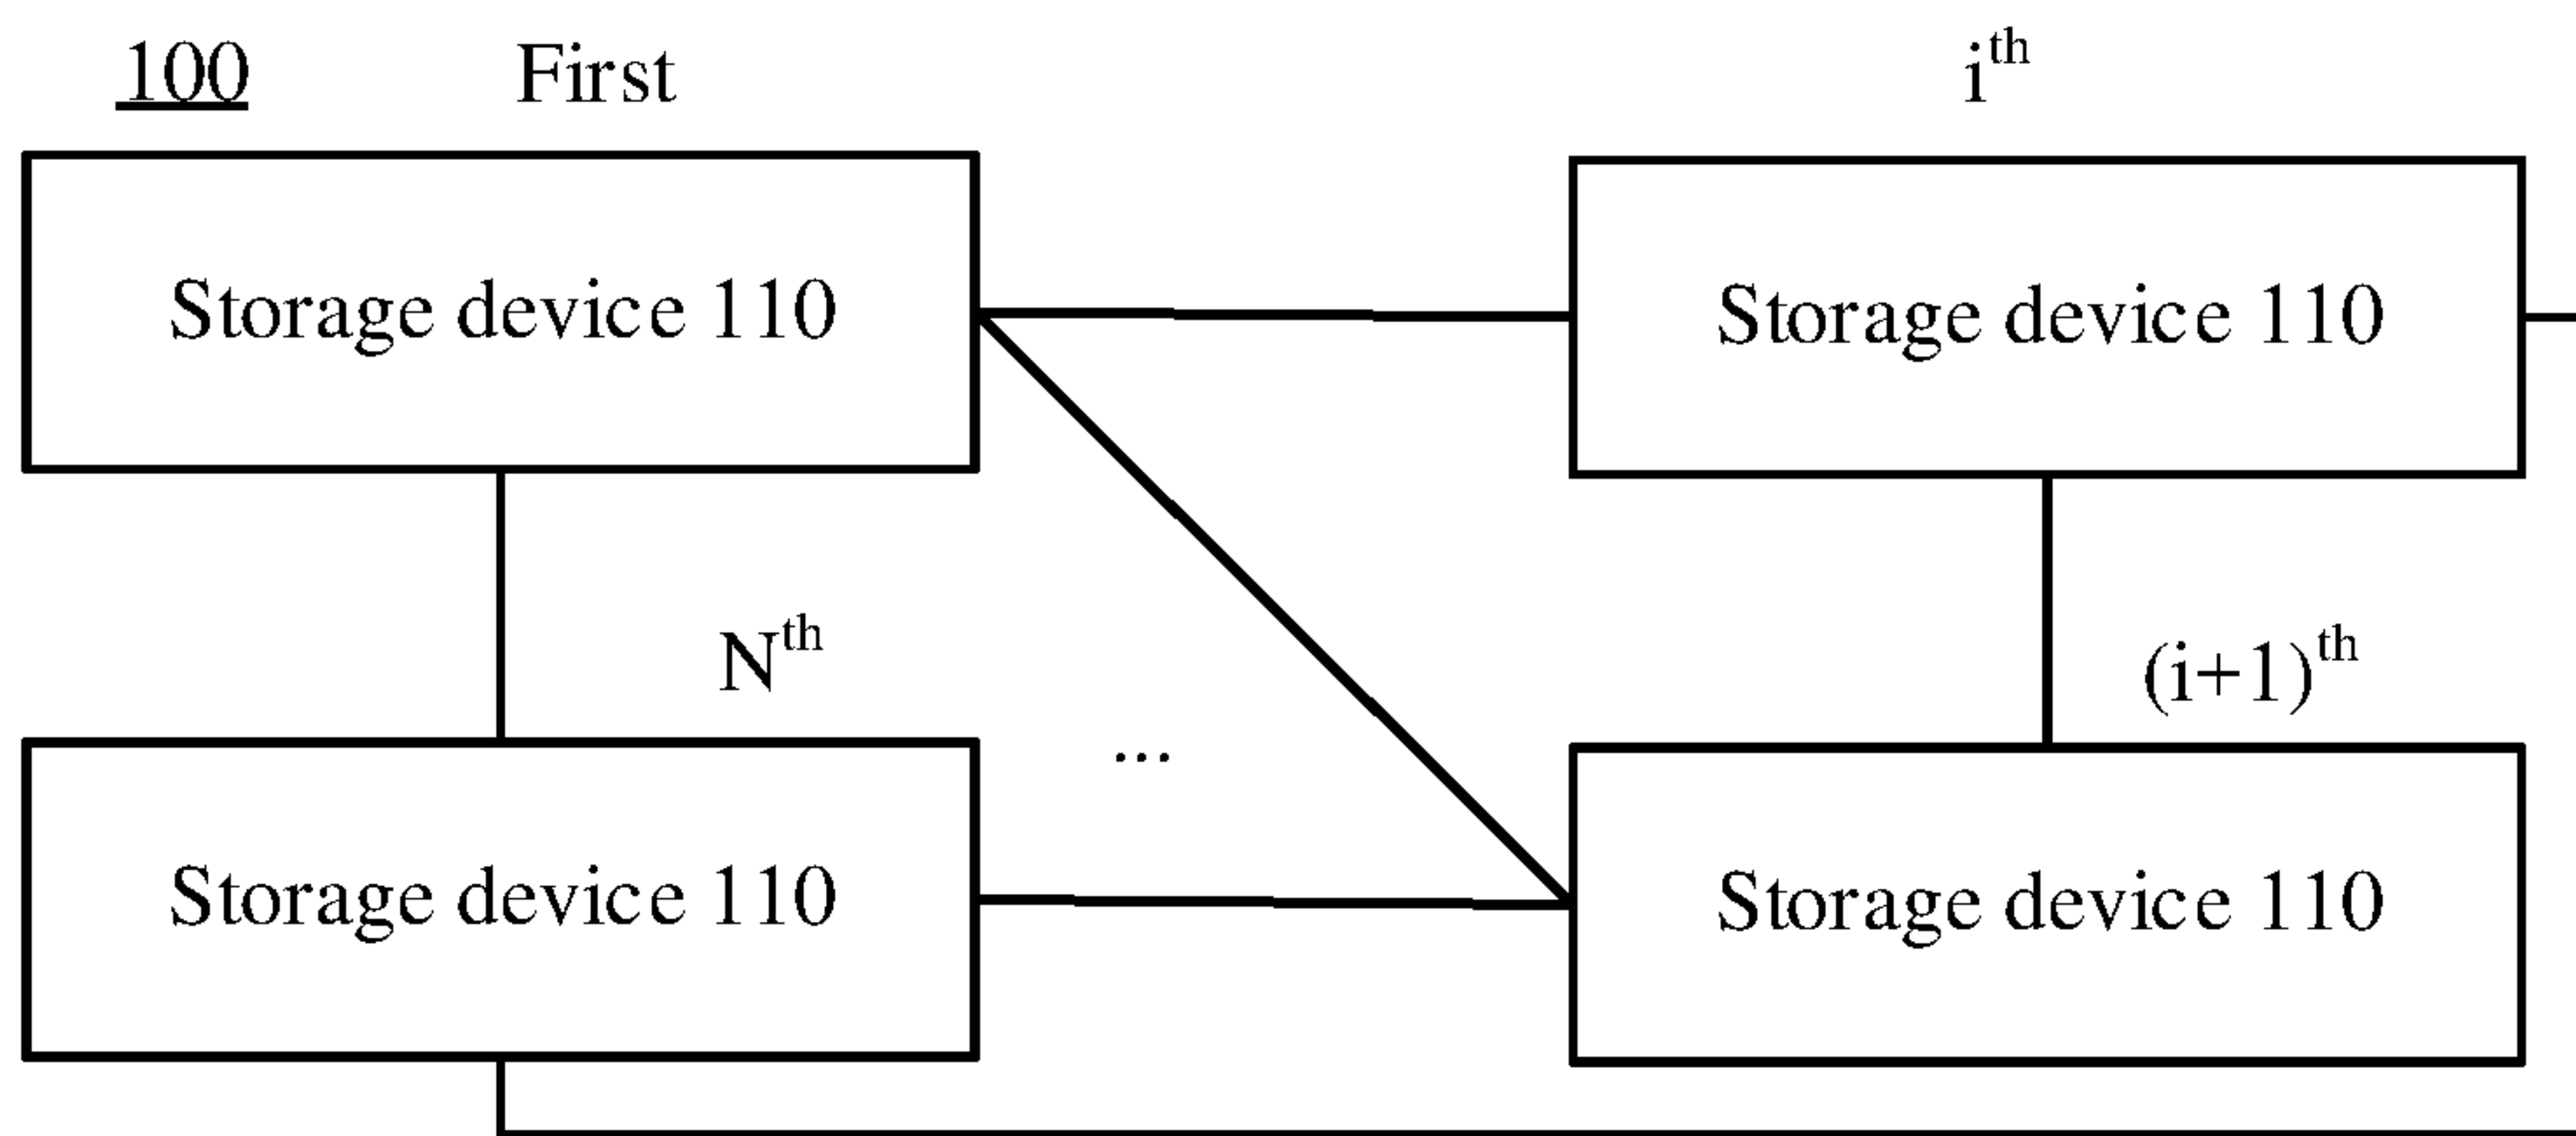 100 First i^th
Storage device 110 Storage device 110
N^th (i+1)^th
...
Storage device 110 Storage device 110